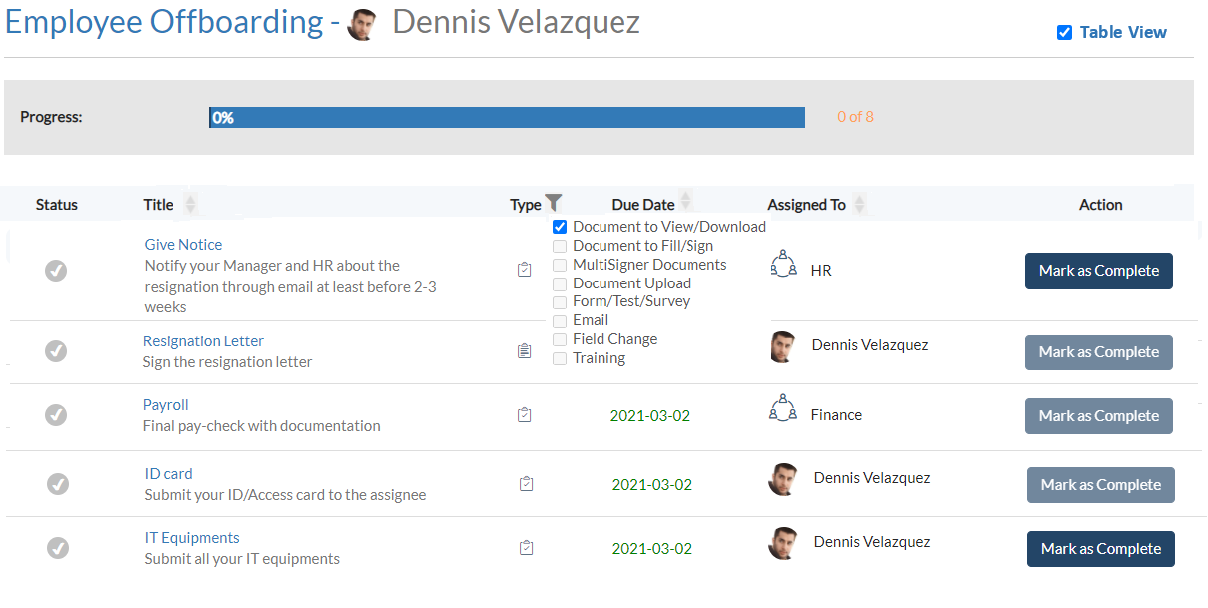 Employee Offboarding - Dennis Velazquez
Table View
Progress: 0% 0 of 8
Status Title Type Due Date Assigned To Action
Document to View/Download
Document to Fill/Sign
MultiSigner Documents
Document Upload
Form/Test/Survey
Email
Field Change
Training
Give Notice
Notify your Manager and HR about the
resignation through email at least before 2-3
weeks
HR Mark as Complete
Resignation Letter
Sign the resignation letter
Dennis Velazquez Mark as Complete
Payroll
Final pay-check with documentation
2021-03-02 Finance Mark as Complete
ID card
Submit your ID/Access card to the assignee
2021-03-02 Dennis Velazquez Mark as Complete
IT Equipments
Submit all your IT equipments
2021-03-02 Dennis Velazquez Mark as Complete